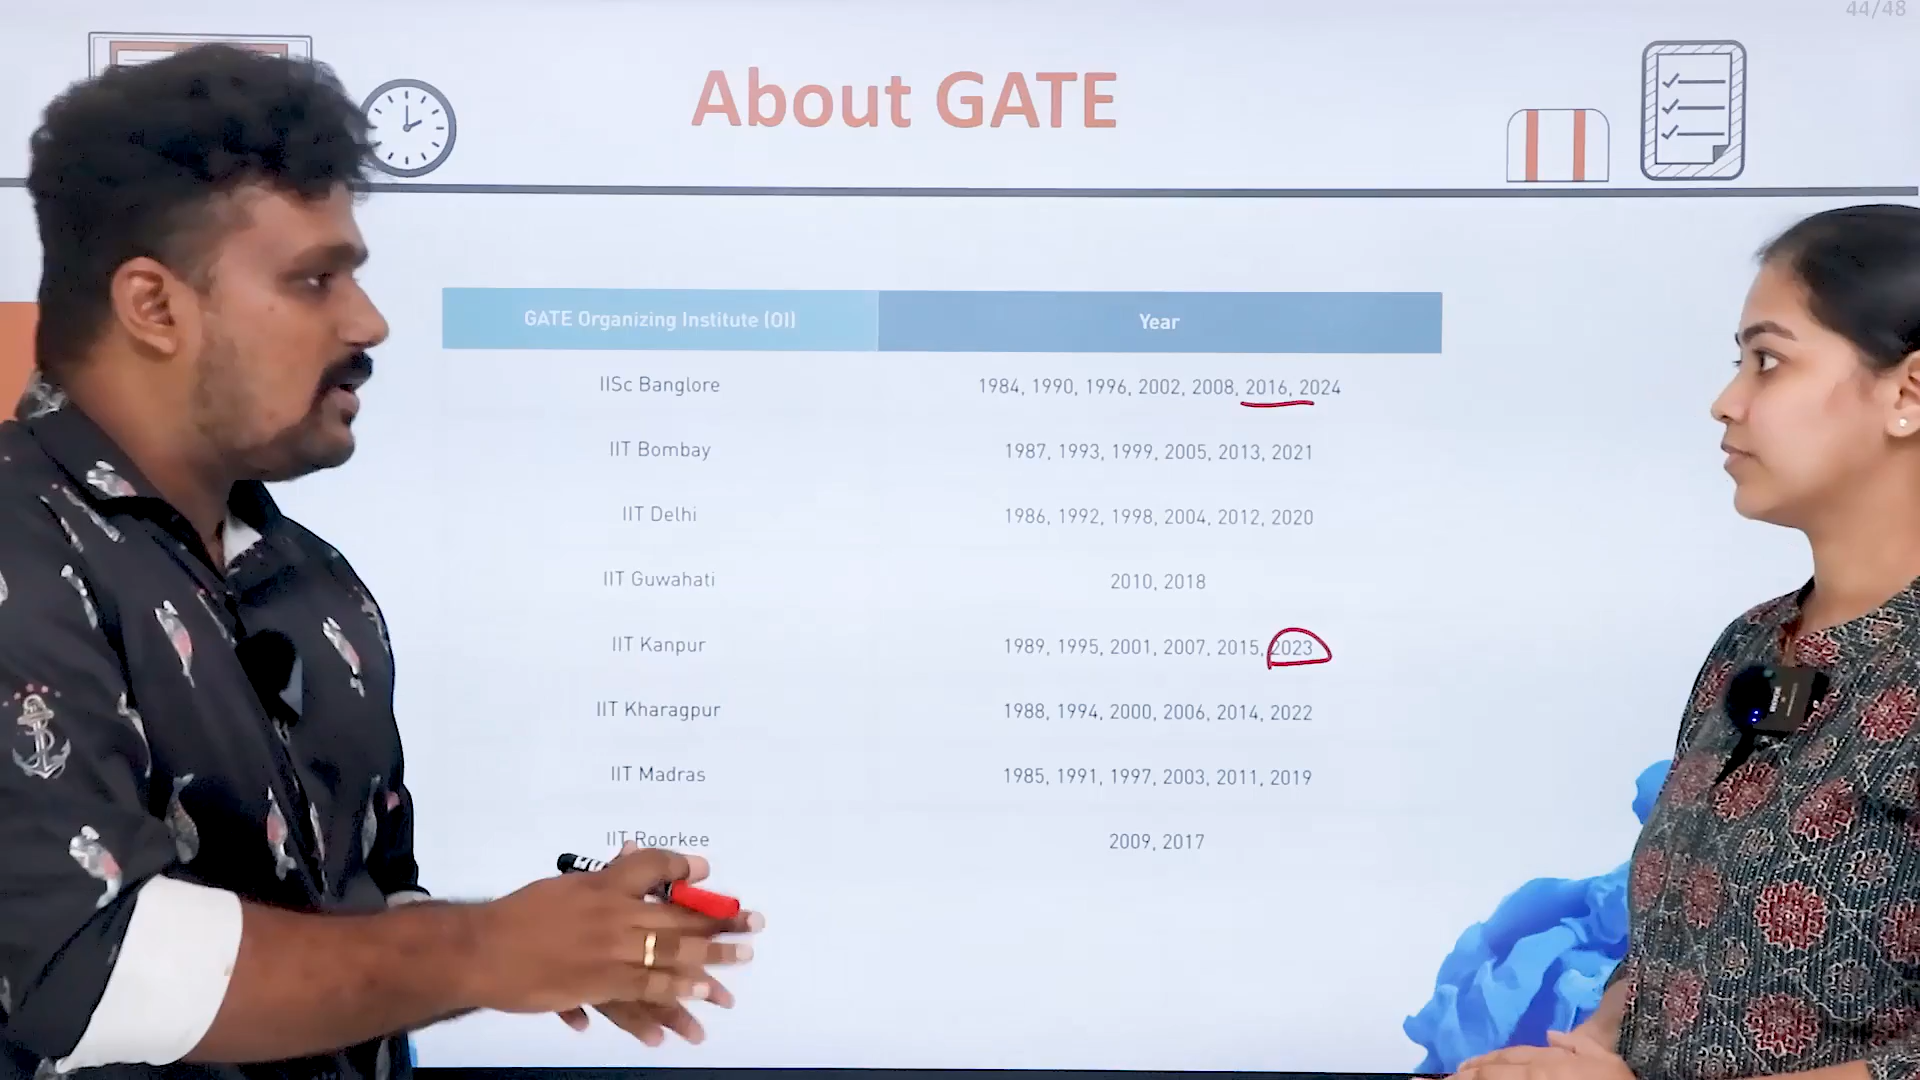 44/48
About GATE
GATE Organizing Institute (OI) Year
IISc Banglore 1984, 1990, 1996, 2002, 2008, 2016, 2024
IIT Bombay 1987, 1993, 1999, 2005, 2013, 2021
IIT Delhi 1986, 1992, 1998, 2004, 2012, 2020
IIT Guwahati 2010, 2018
IIT Kanpur 1989, 1995, 2001, 2007, 2015, 2023
IIT Kharagpur 1988, 1994, 2000, 2006, 2014, 2022
IIT Madras 1985, 1991, 1997, 2003, 2011, 2019
IIT Roorkee 2009, 2017